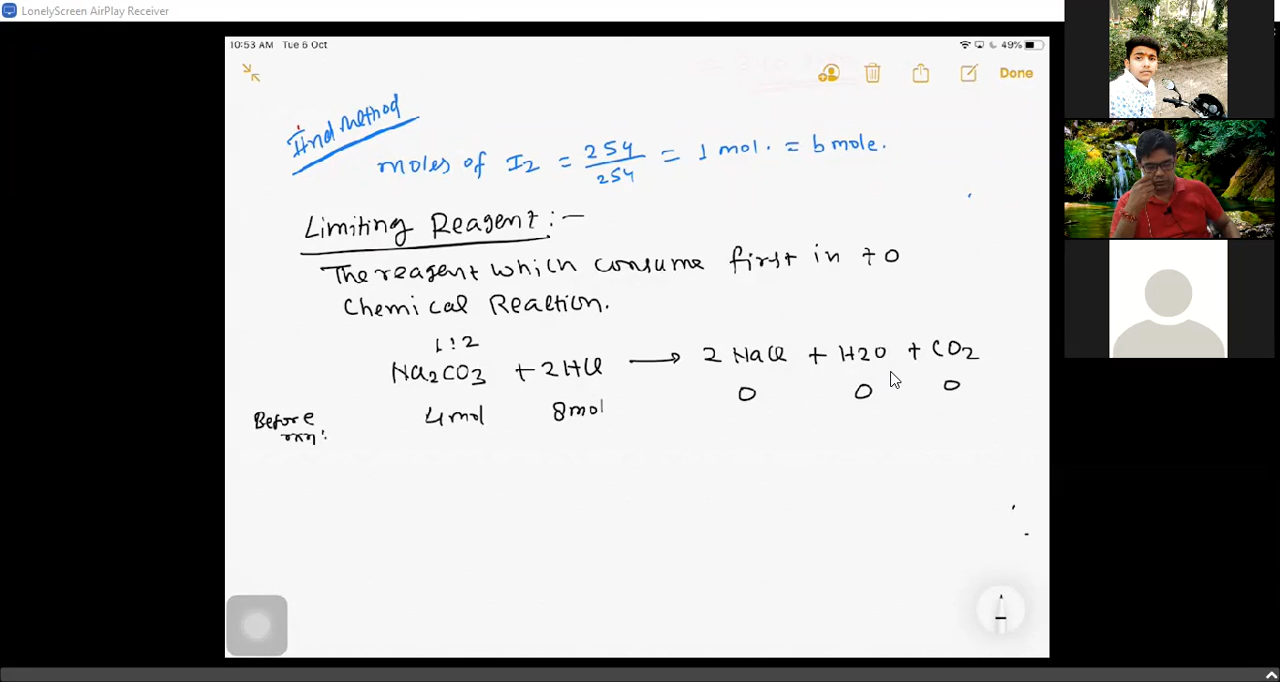 LonelyScreen AirPlay Receiver
10:53 AM Tue 6 Oct 49%
Done
IInd method
moles of I2 = 254/254 = 1 mol. = b mole.
Limiting Reagent :-
The reagent which consume first in to
Chemical Reaction.
1:2
Na2CO3 + 2HCl → 2 NaCl + H2O + CO2
Before rxn: 4mol 8mol 0 0 0